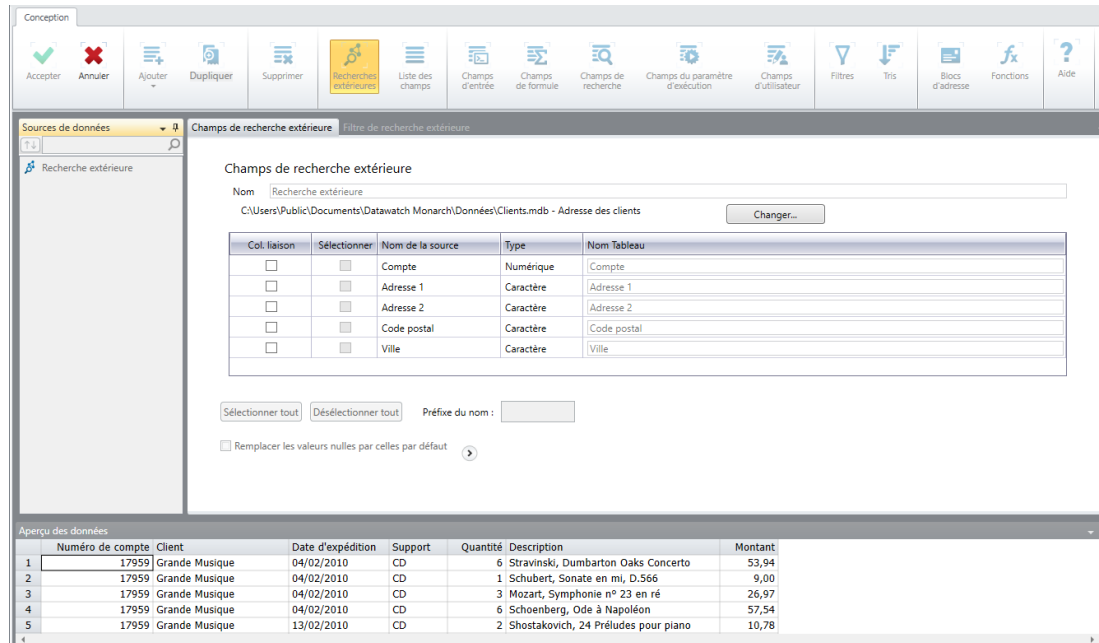 Conception
Accepter Annuler Ajouter Dupliquer Supprimer Recherches extérieures Liste des champs Champs d'entrée Champs de formule Champs de recherche Champs du paramètre d'exécution Champs d'utilisateur Filtres Tris Blocs d'adresse Fonctions Aide
Sources de données
Champs de recherche extérieure Filtre de recherche extérieure
Recherche extérieure
Champs de recherche extérieure
Nom Recherche extérieure
C:\Users\Public\Documents\Datawatch Monarch\Données\Clients.mdb - Adresse des clients Changer...
Col. liaison Sélectionner Nom de la source Type Nom Tableau
Compte Numérique Compte
Adresse 1 Caractère Adresse 1
Adresse 2 Caractère Adresse 2
Code postal Caractère Code postal
Ville Caractère Ville
Sélectionner tout Désélectionner tout Préfixe du nom :
Remplacer les valeurs nulles par celles par défaut
Aperçu des données
Numéro de compte Client Date d'expédition Support Quantité Description Montant
1 17959 Grande Musique 04/02/2010 CD 6 Stravinski, Dumbarton Oaks Concerto 53,94
2 17959 Grande Musique 04/02/2010 CD 1 Schubert, Sonate en mi, D.566 9,00
3 17959 Grande Musique 04/02/2010 CD 3 Mozart, Symphonie nº 23 en ré 26,97
4 17959 Grande Musique 04/02/2010 CD 6 Schoenberg, Ode à Napoléon 57,54
5 17959 Grande Musique 13/02/2010 CD 2 Shostakovich, 24 Préludes pour piano 10,78